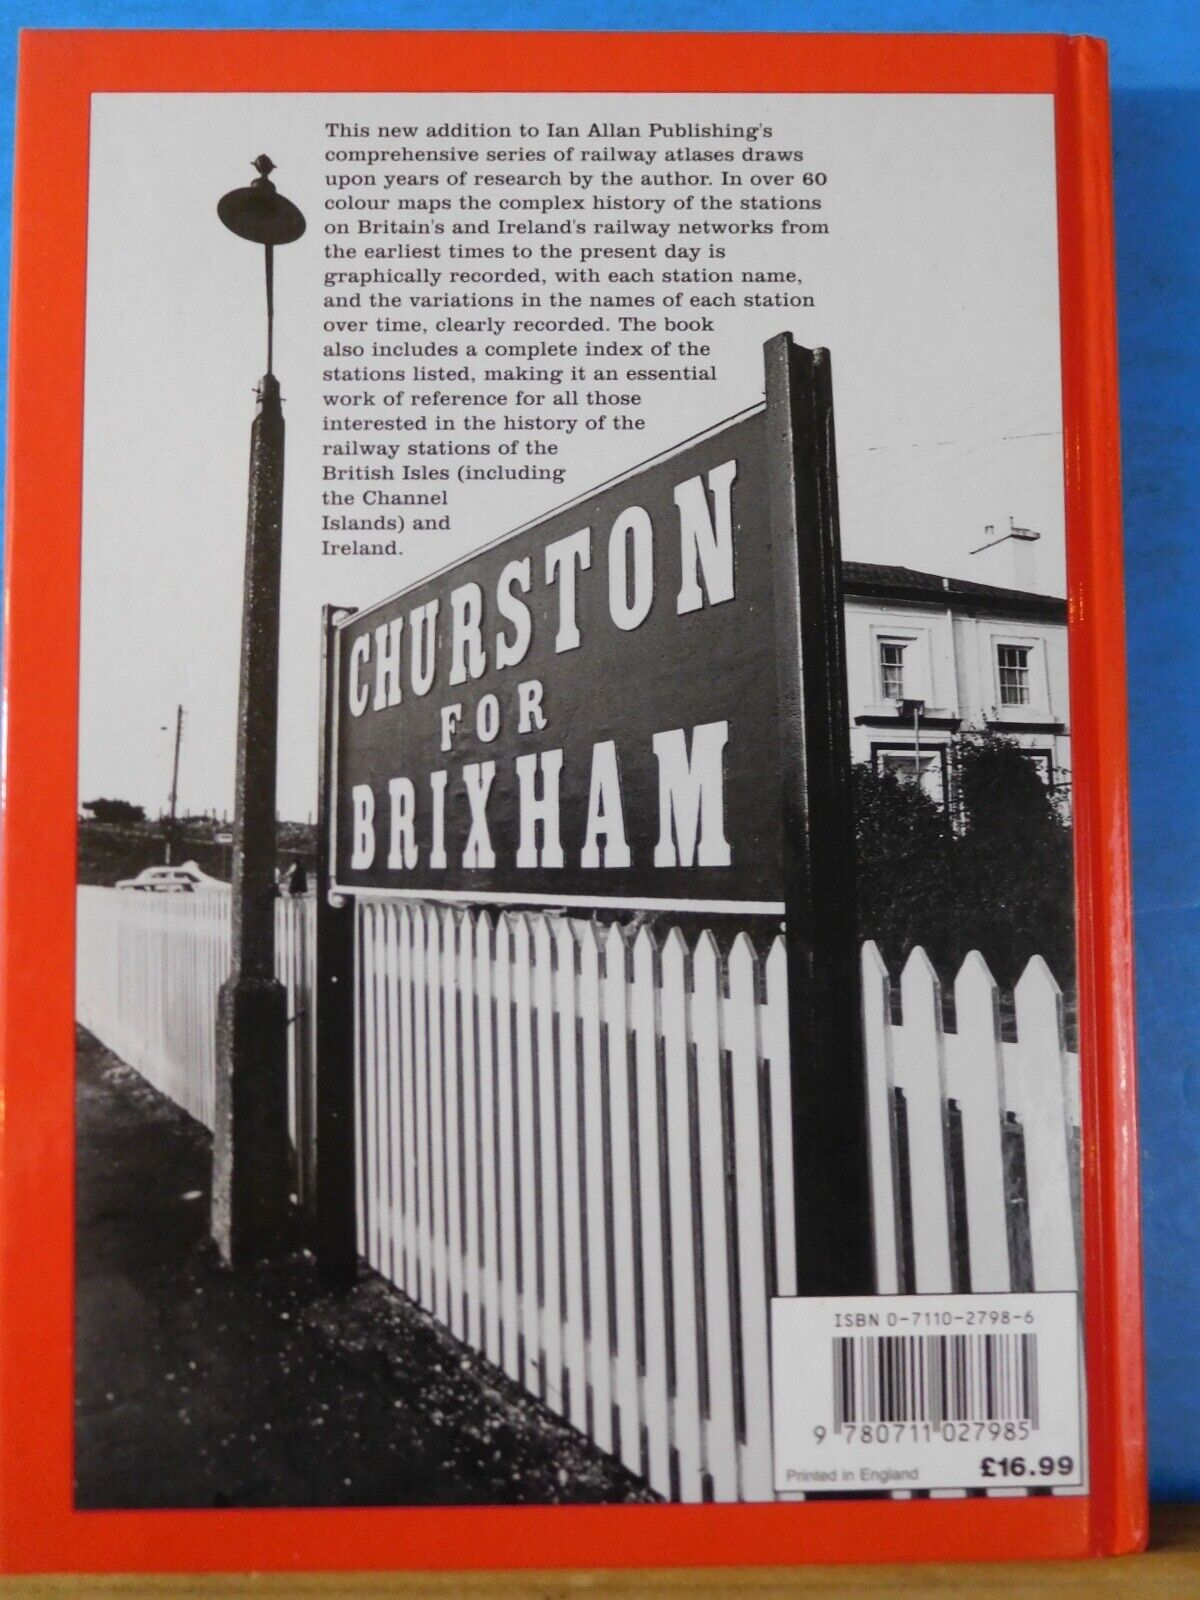 This new addition to Ian Allan Publishing's
comprehensive series of railway atlases draws
upon years of research by the author. In over 60
colour maps the complex history of the stations
on Britain's and Ireland's railway networks from
the earliest times to the present day is
graphically recorded, with each station name,
and the variations in the names of each station
over time, clearly recorded. The book
also includes a complete index of the
stations listed, making it an essential
work of reference for all those
interested in the history of the
railway stations of the
British Isles (including
the Channel
Islands) and
Ireland.
CHURSTON
FOR
BRIXHAM
ISBN 0-7110-2798-6
9 780711 027985
Printed in England
£16.99